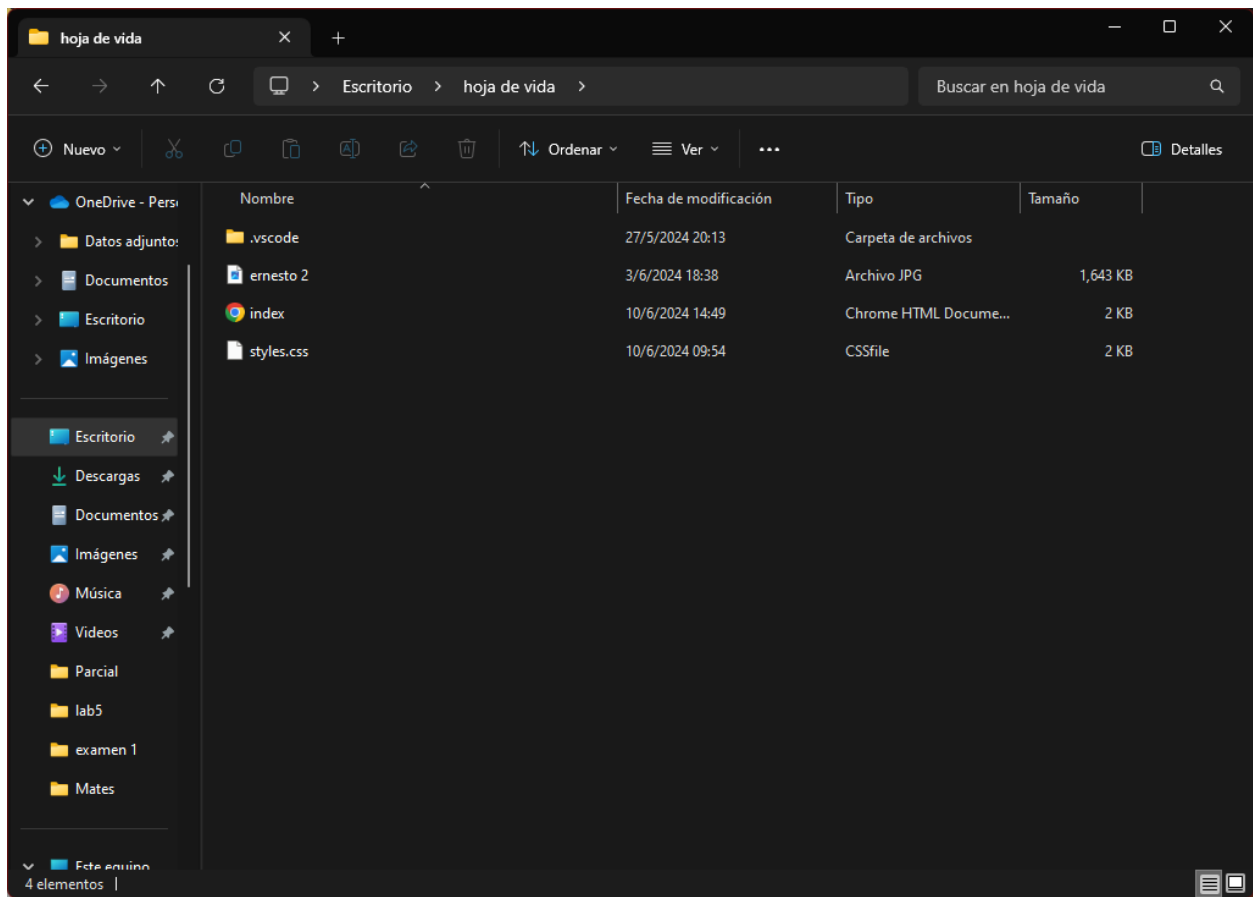 hoja de vida
Escritorio > hoja de vida >
Buscar en hoja de vida
Nuevo
Ordenar
Ver
Detalles
OneDrive - Perso
Datos adjuntos
Documentos
Escritorio
Imágenes
Escritorio
Descargas
Documentos
Imágenes
Música
Videos
Parcial
lab5
examen 1
Mates
Este equipo
Nombre Fecha de modificación Tipo Tamaño
.vscode 27/5/2024 20:13 Carpeta de archivos
ernesto 2 3/6/2024 18:38 Archivo JPG 1,643 KB
index 10/6/2024 14:49 Chrome HTML Docume... 2 KB
styles.css 10/6/2024 09:54 CSSfile 2 KB
4 elementos